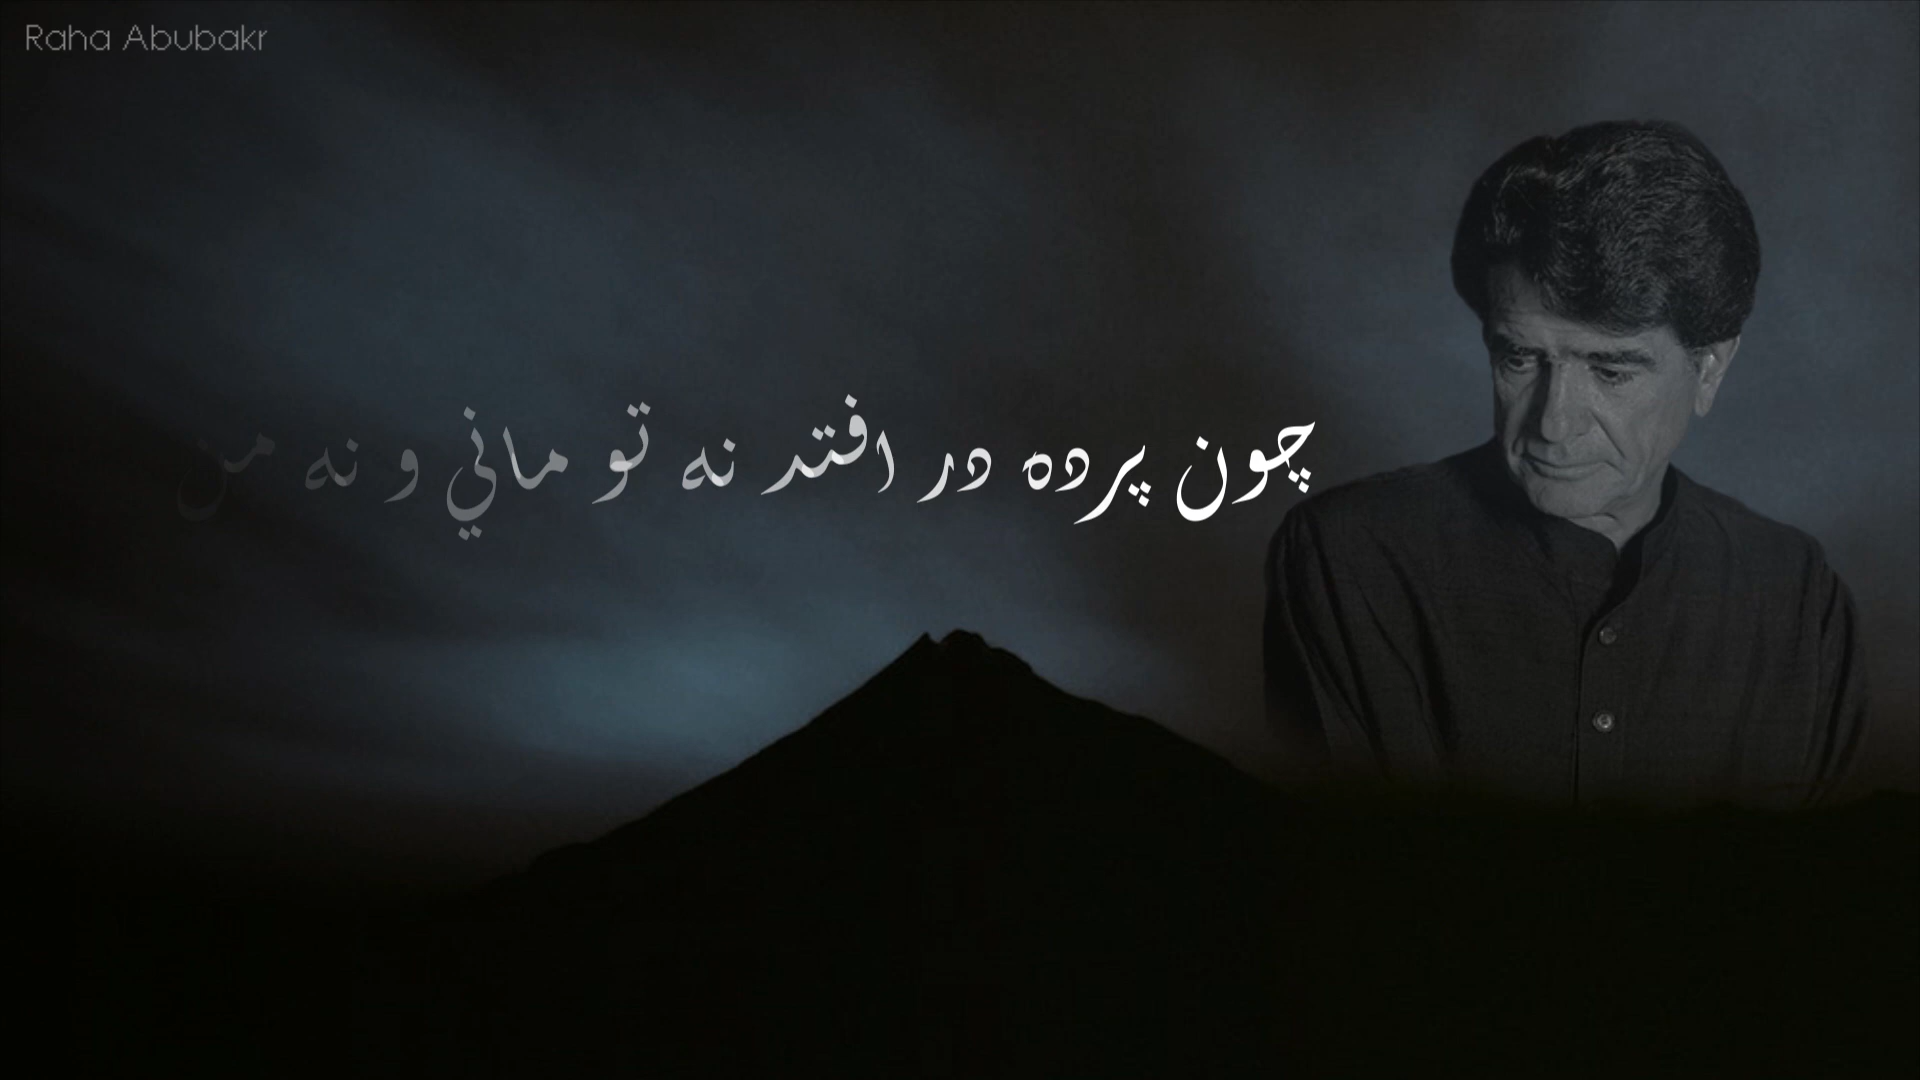 Raha Abubakr
چون پرده در افتد نه تو ماني و نه من